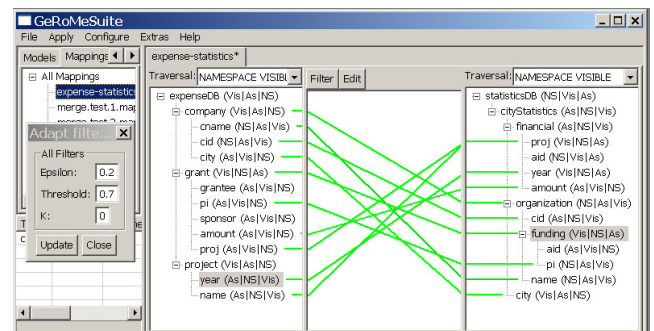 GeRoMeSuite
File Apply Configure Extras Help
Models Mappings
expense-statistics*
All Mappings
expense-statistics
merge.test.1.map
Adapt filte...
All Filters
Epsilon: 0.2
Threshold: 0.7
K: 0
Update Close
Traversal: NAMESPACE VISIBL
Filter Edit
expenseDB (Vis|As|NS)
company (Vis|As|NS)
cname (NS|As|Vis)
cid (NS|As|Vis)
city (As|Vis|NS)
grant (Vis|As|NS)
grantee (As|Vis|NS)
pi (As|Vis|NS)
sponsor (As|Vis|NS)
amount (As|Vis|NS)
proj (As|Vis|NS)
project (Vis|As|NS)
year (As|NS|Vis)
name (As|NS|Vis)
Traversal: NAMESPACE VISIBLE
statisticsDB (NS|Vis|As)
cityStatistics (As|NS|Vis)
financial (As|NS|Vis)
proj (Vis|NS|As)
aid (NS|Vis|As)
year (Vis|NS|As)
amount (As|Vis|NS)
organization (NS|As|Vis)
cid (As|NS|Vis)
funding (Vis|NS|As)
aid (As|Vis|NS)
pi (NS|As|Vis)
name (NS|As|Vis)
city (Vis|As|NS)